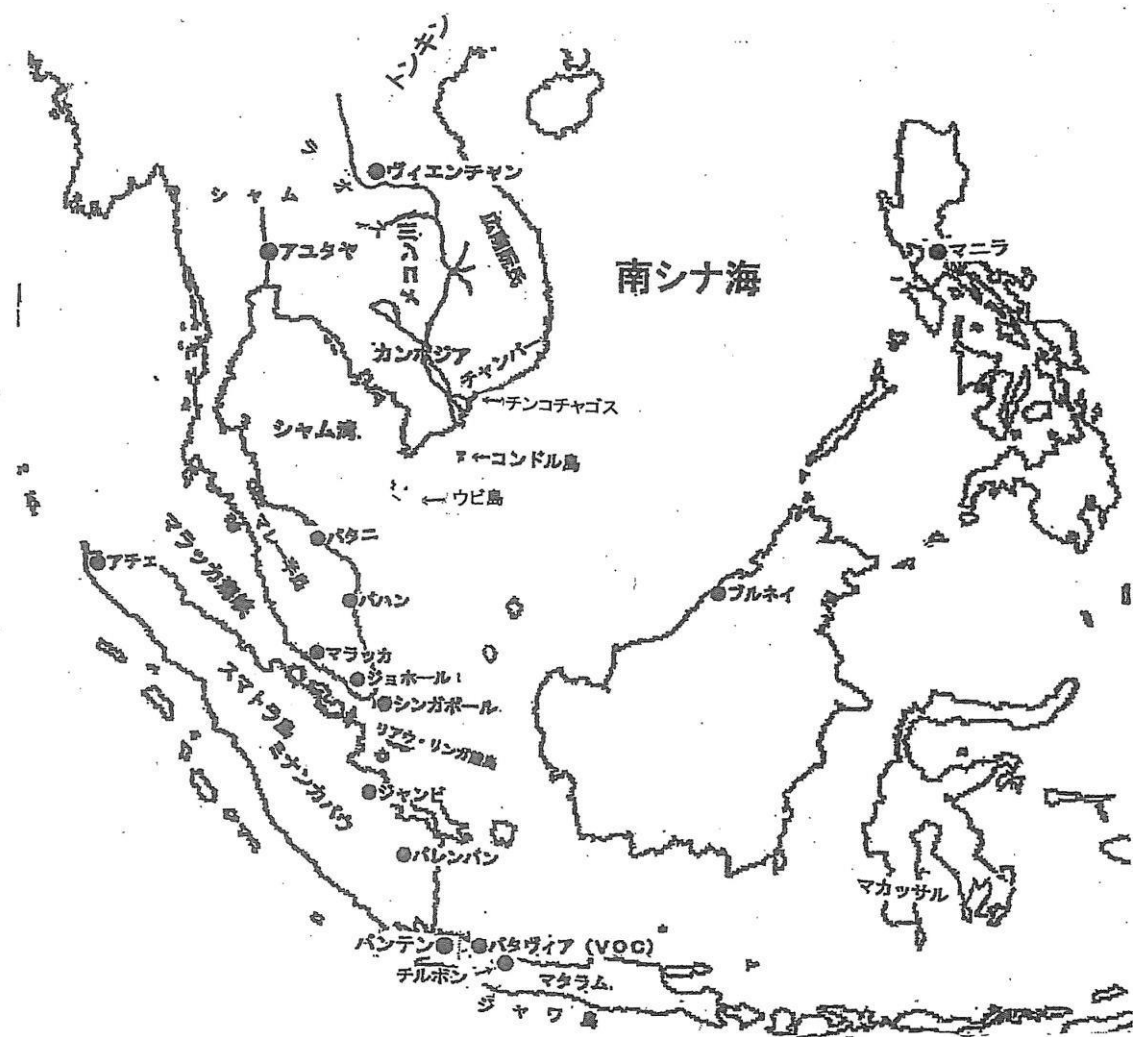 トンキン
ラオ
ヴィエンチャン
シャム
アユタヤ
メコン川
広南阮氏
南シナ海
マニラ
カンボジア
チャンパー
←チンコチャゴス
シャム湾
←コンドル島
←ウビ島
マレー半島
パタニ
アチェ
マラッカ海峡
パハン
ブルネイ
マラッカ
ジョホール
シンガポール
スマトラ島
リアウ・リンガ諸島
ミナンカバウ
ジャンビ
パレンバン
マカッサル
バンテン
バタヴィア (VOC)
チルボン
マタラム
ジャワ島